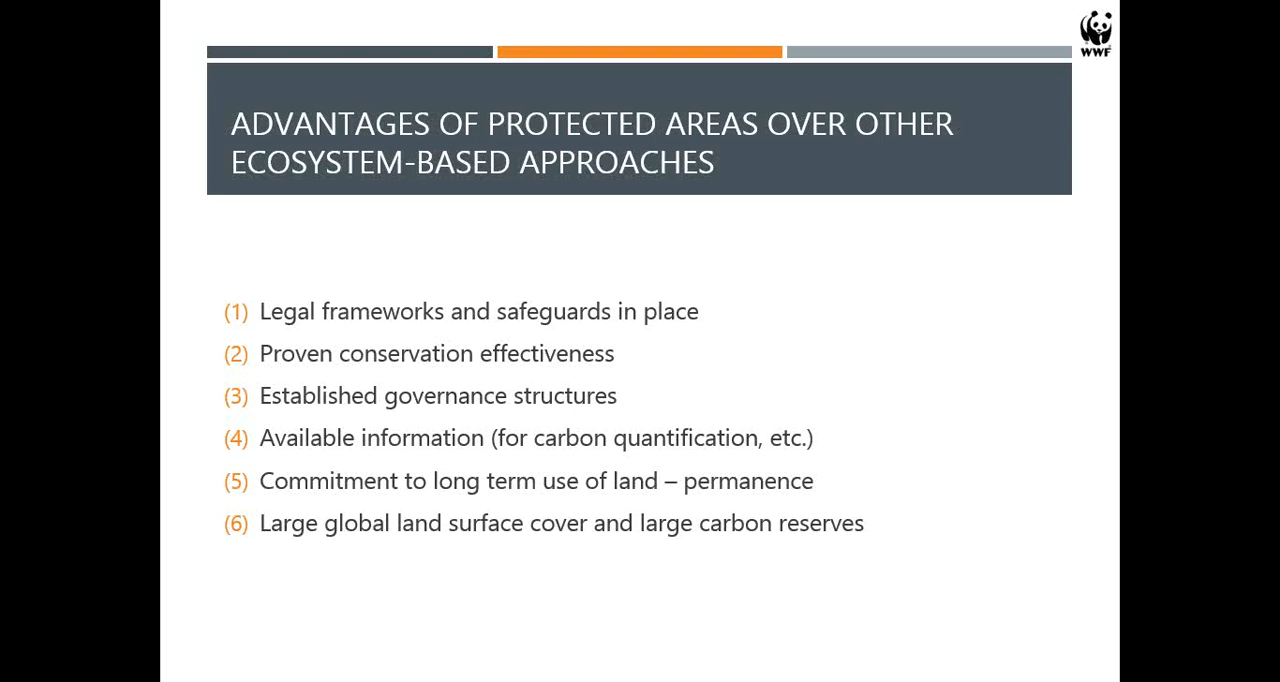 WWF
ADVANTAGES OF PROTECTED AREAS OVER OTHER
ECOSYSTEM-BASED APPROACHES
(1) Legal frameworks and safeguards in place
(2) Proven conservation effectiveness
(3) Established governance structures
(4) Available information (for carbon quantification, etc.)
(5) Commitment to long term use of land – permanence
(6) Large global land surface cover and large carbon reserves